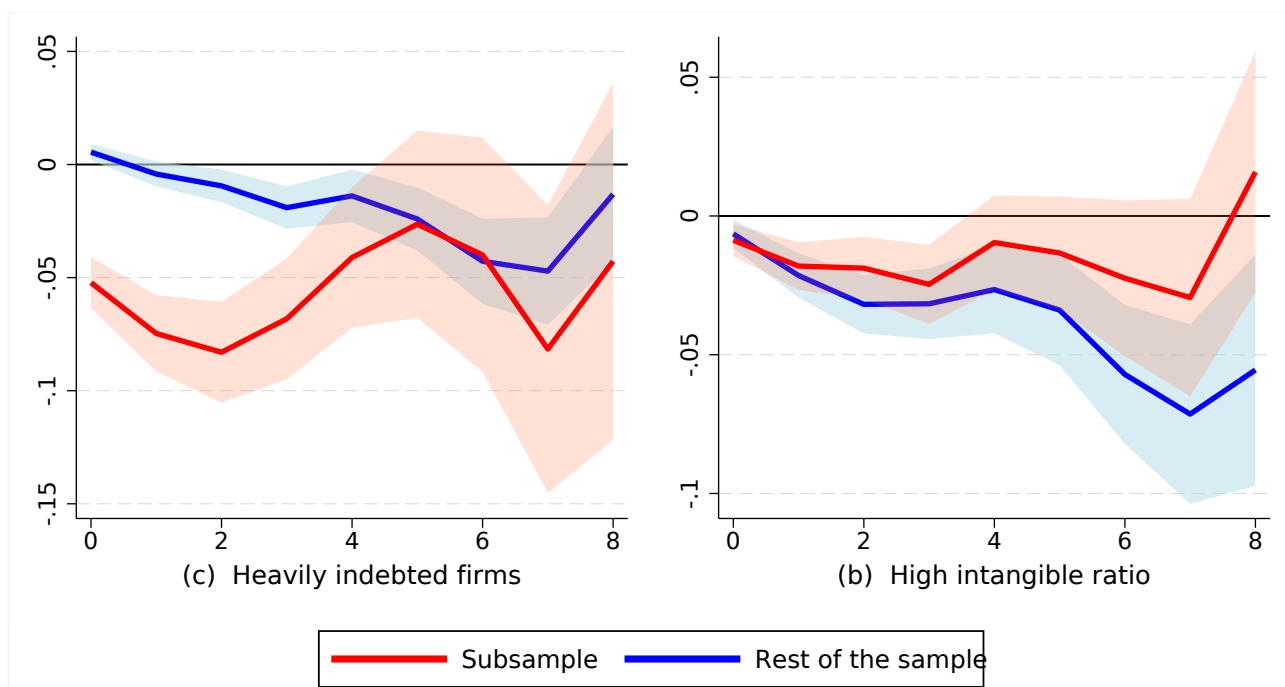 .05
0
-.05
-.1
-.15
0 2 4 6 8
(c) Heavily indebted firms
.05
0
-.05
-.1
0 2 4 6 8
(b) High intangible ratio
Subsample Rest of the sample